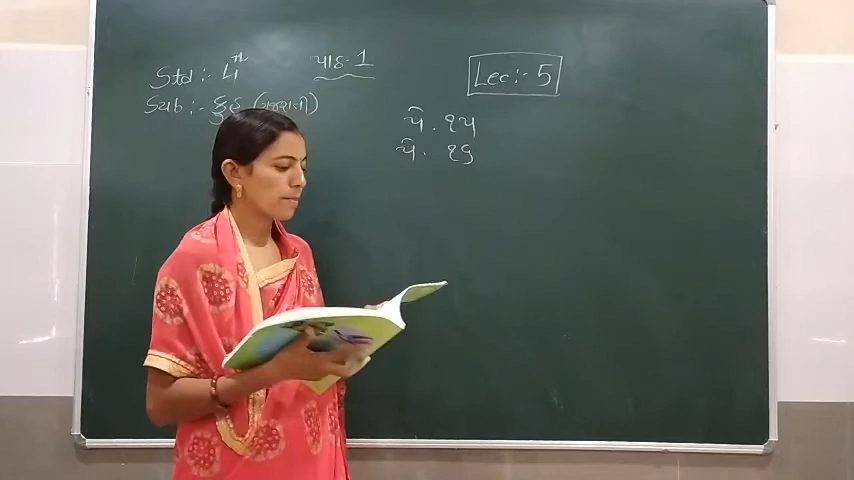 Std :- 4th
પાઠ-1
Lec :- 5
Sub :- કુહૂ (ગુજરાતી)
પે. ૧૫
પે. ૧૬